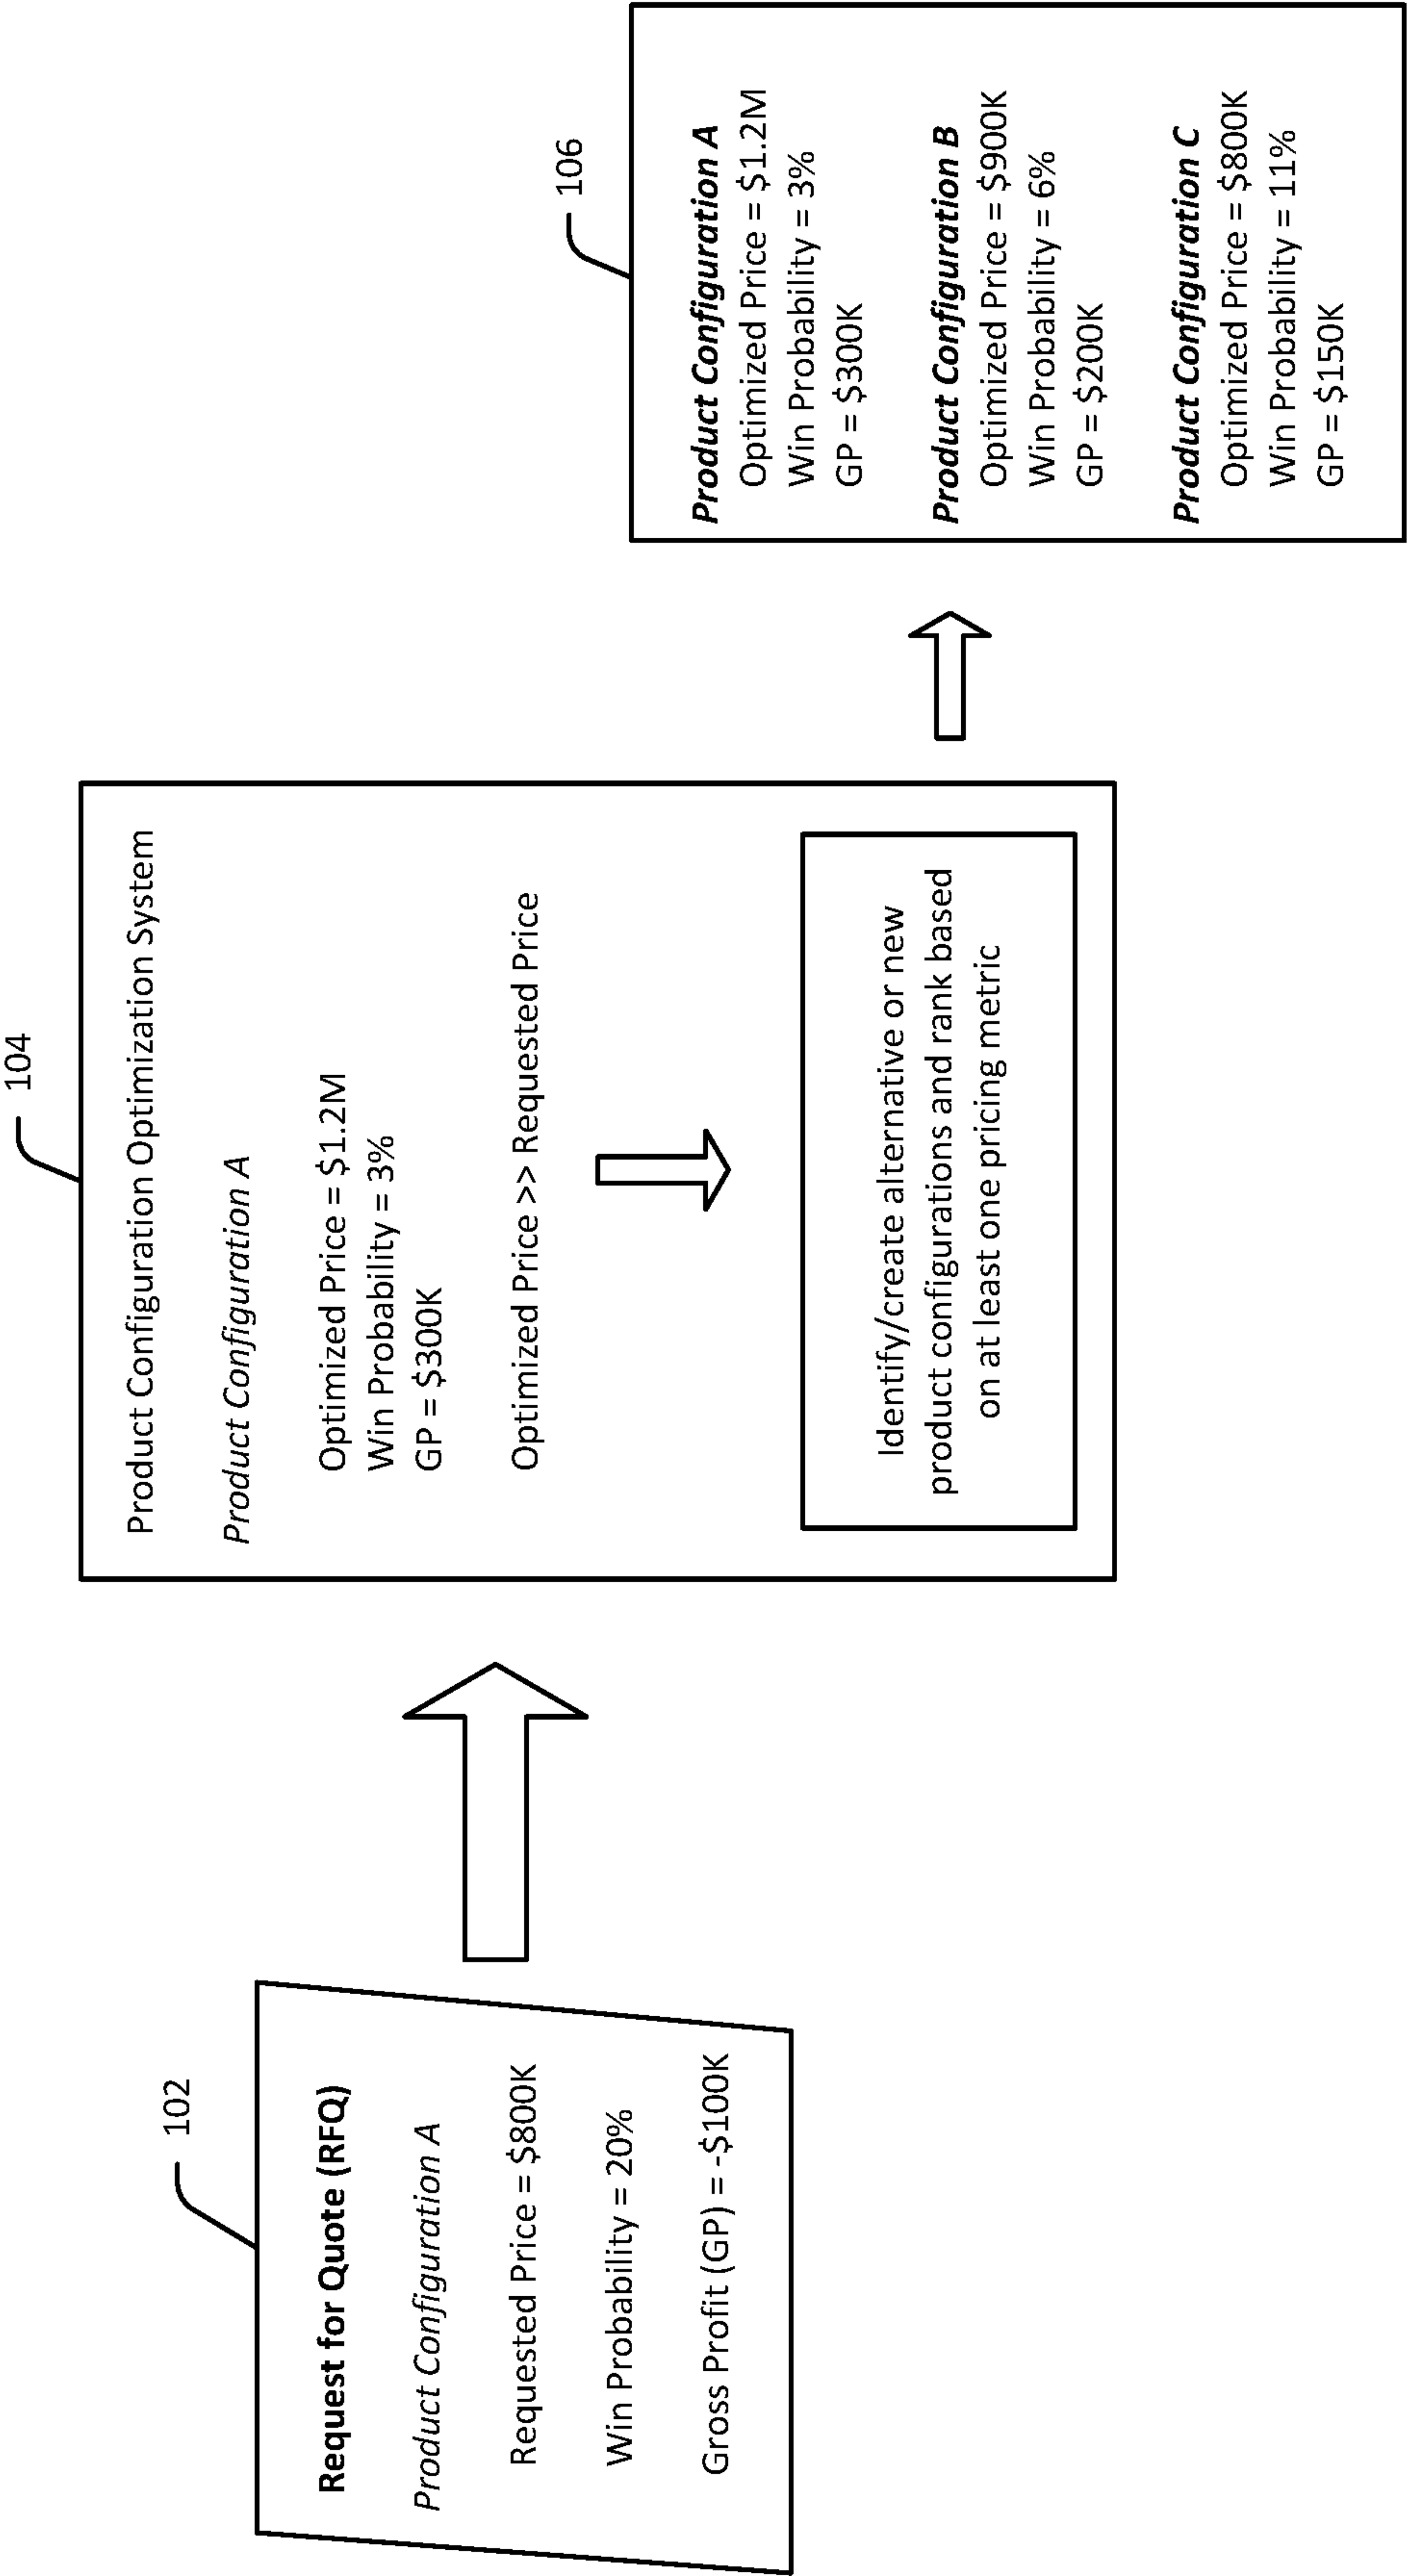 102
Request for Quote (RFQ)
Product Configuration A
Requested Price = $800K
Win Probability = 20%
Gross Profit (GP) = -$100K
104
Product Configuration Optimization System
Product Configuration A
Optimized Price = $1.2M
Win Probability = 3%
GP = $300K
Optimized Price >> Requested Price
Identify/create alternative or new
product configurations and rank based
on at least one pricing metric
106
Product Configuration A
Optimized Price = $1.2M
Win Probability = 3%
GP = $300K
Product Configuration B
Optimized Price = $900K
Win Probability = 6%
GP = $200K
Product Configuration C
Optimized Price = $800K
Win Probability = 11%
GP = $150K